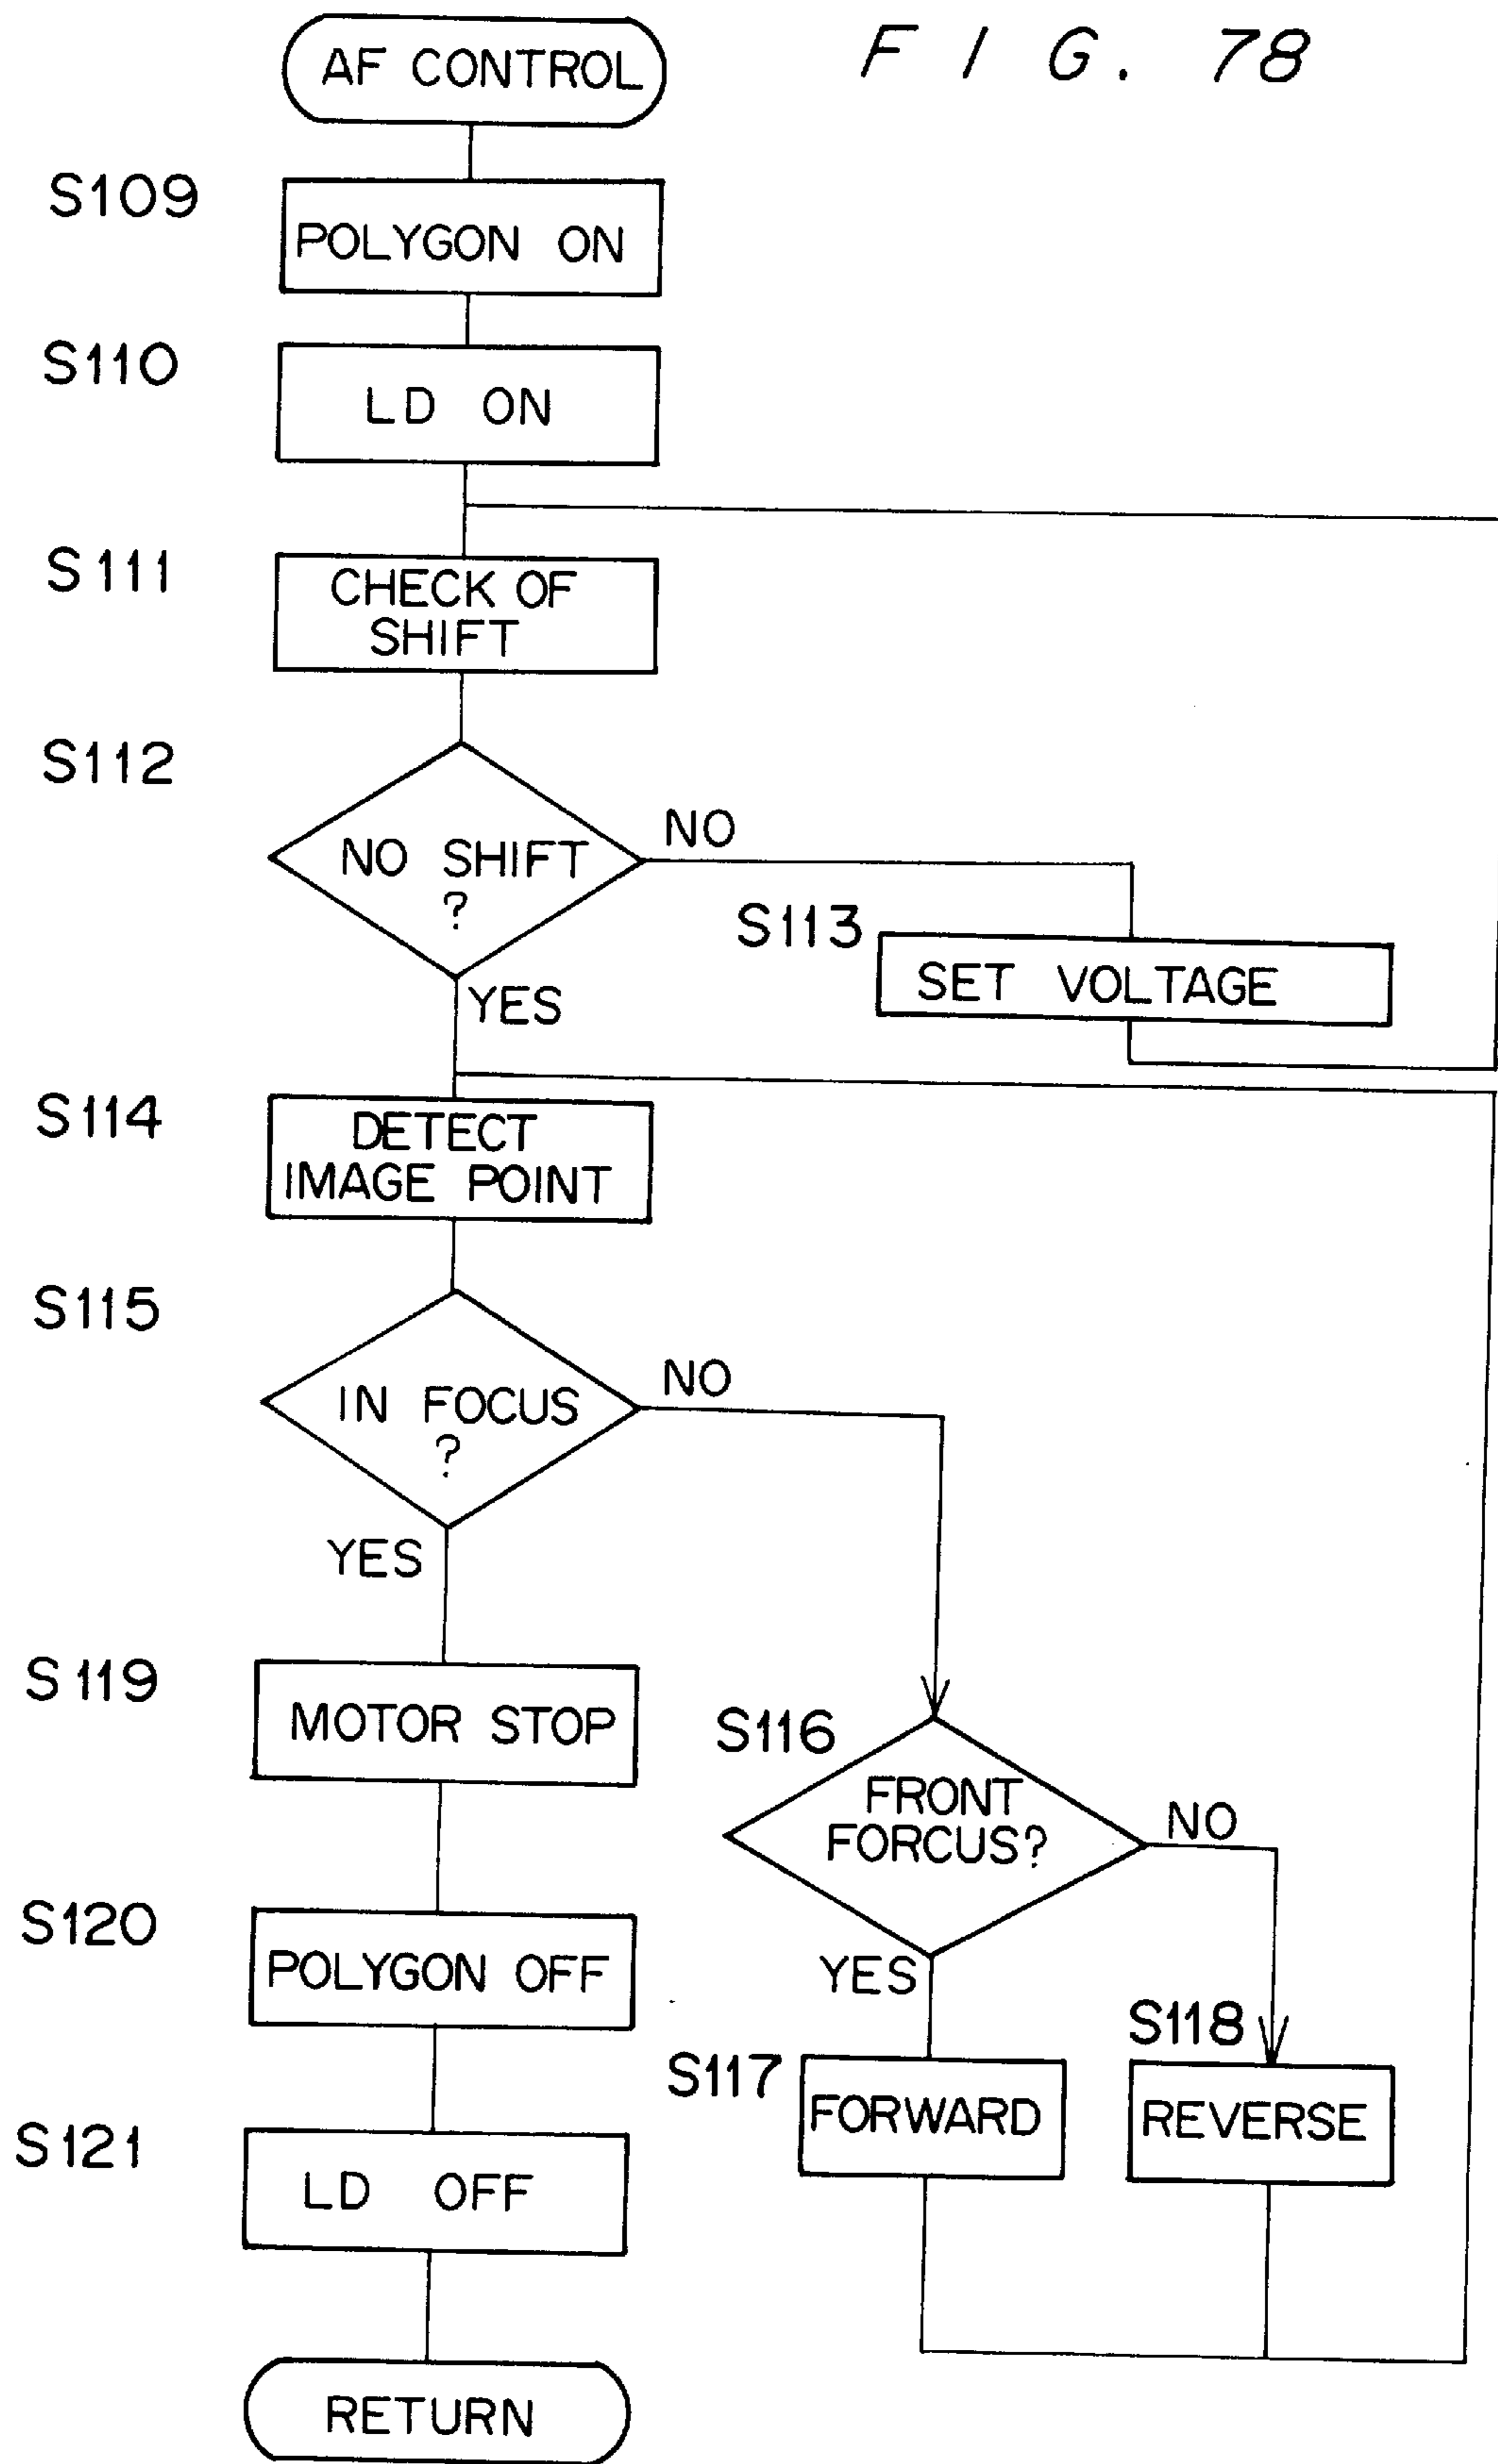 F I G. 78
AF CONTROL
S109
POLYGON ON
S110
LD ON
S111
CHECK OF
SHIFT
S112
NO SHIFT
?
NO
YES
S113
SET VOLTAGE
S114
DETECT
IMAGE POINT
S115
IN FOCUS
?
NO
YES
S119
MOTOR STOP
S116
FRONT
FORCUS?
NO
YES
S120
POLYGON OFF
S117
FORWARD
S118
REVERSE
S121
LD OFF
RETURN